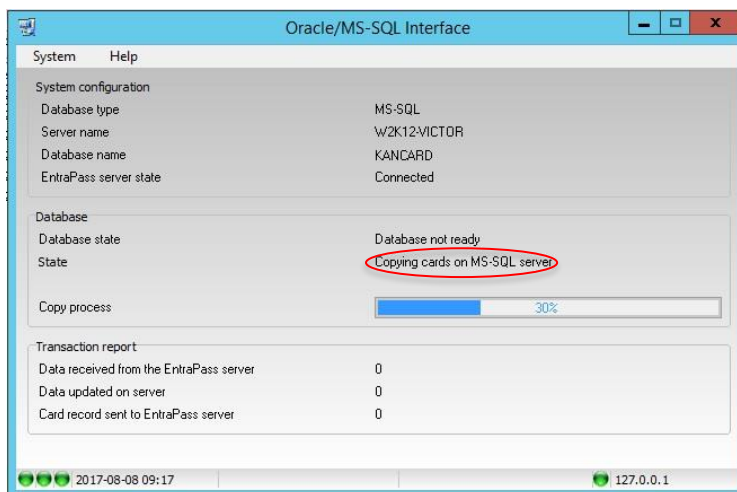 Oracle/MS-SQL Interface
System Help
System configuration
Database type MS-SQL
Server name W2K12-VICTOR
Database name KANCARD
EntraPass server state Connected
Database
Database state Database not ready
State Copying cards on MS-SQL server
Copy process 30%
Transaction report
Data received from the EntraPass server 0
Data updated on server 0
Card record sent to EntraPass server 0
2017-08-08 09:17 127.0.0.1